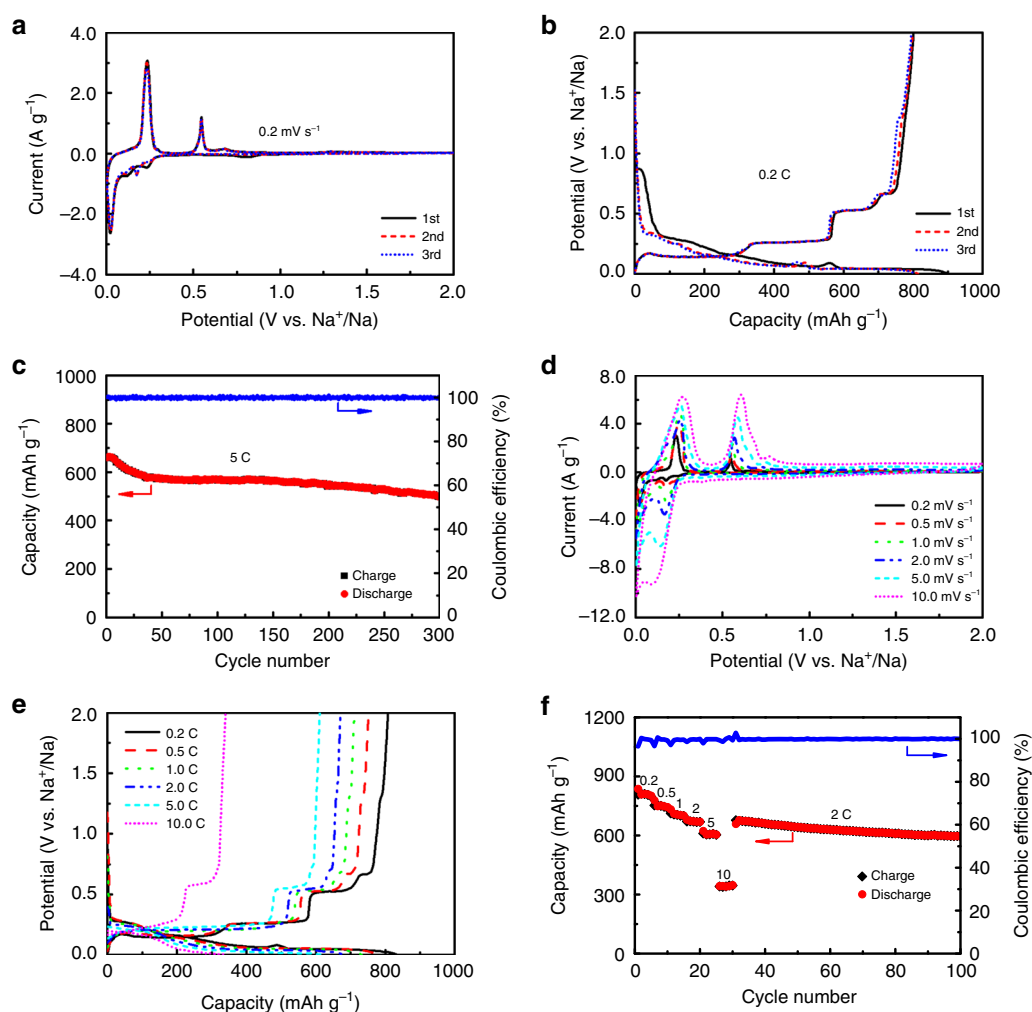 a
4.0
2.0
0.0
–2.0
–4.0
Current (A g⁻¹)
0.2 mV s⁻¹
1st
2nd
3rd
0.0 0.5 1.0 1.5 2.0
Potential (V vs. Na⁺/Na)
b
2.0
1.5
1.0
0.5
0.0
Potential (V vs. Na⁺/Na)
0.2 C
1st
2nd
3rd
0 200 400 600 800 1000
Capacity (mAh g⁻¹)
c
1000
800
600
400
200
0
Capacity (mAh g⁻¹)
5 C
Charge
Discharge
100
80
60
40
20
0
Coulombic efficiency (%)
0 25 50 75 100 125 150 175 200 225 250 275 300
Cycle number
d
8.0
4.0
0.0
–4.0
–8.0
–12.0
Current (A g⁻¹)
0.2 mV s⁻¹
0.5 mV s⁻¹
1.0 mV s⁻¹
2.0 mV s⁻¹
5.0 mV s⁻¹
10.0 mV s⁻¹
0.0 0.5 1.0 1.5 2.0
Potential (V vs. Na⁺/Na)
e
2.0
1.5
1.0
0.5
0.0
Potential (V vs. Na⁺/Na)
0.2 C
0.5 C
1.0 C
2.0 C
5.0 C
10.0 C
0 200 400 600 800 1000
Capacity (mAh g⁻¹)
f
1200
900
600
300
0
Capacity (mAh g⁻¹)
0.2
0.5
1
2
5
10
2 C
Charge
Discharge
100
80
60
40
20
0
Coulombic efficiency (%)
0 20 40 60 80 100
Cycle number